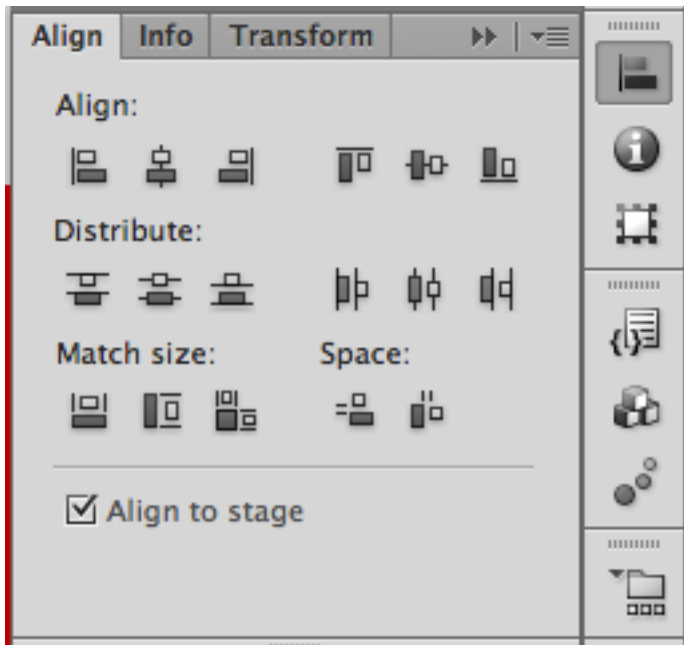 Align Info Transform
Align:
Distribute:
Match size: Space:
Align to stage